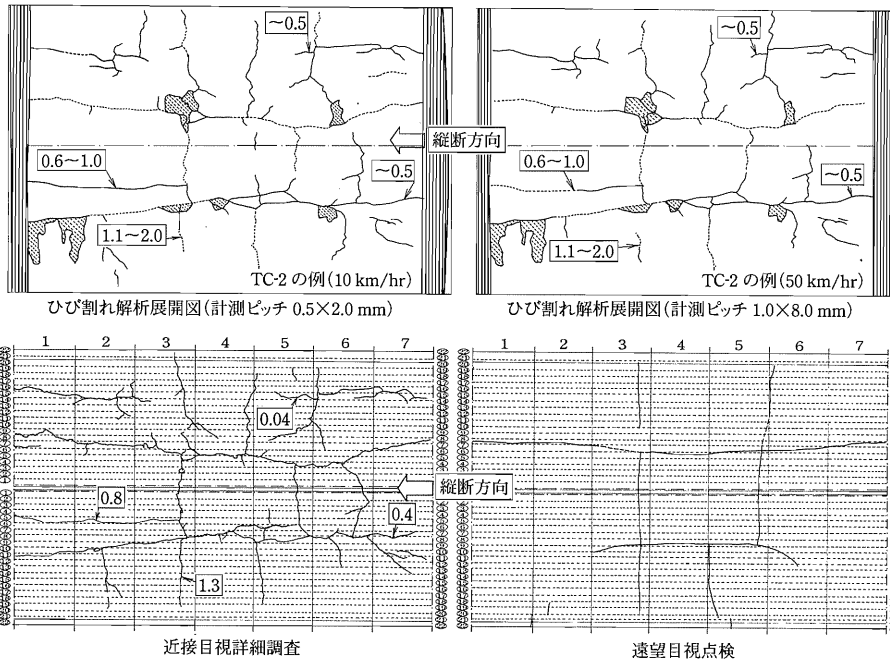 ~0.5
~0.5
縦断方向
0.6~1.0
~0.5
0.6~1.0
~0.5
1.1~2.0
1.1~2.0
TC-2 の例(10 km/hr)
TC-2 の例(50 km/hr)
ひび割れ解析展開図(計測ピッチ 0.5×2.0 mm)
ひび割れ解析展開図(計測ピッチ 1.0×8.0 mm)
1 2 3 4 5 6 7
1 2 3 4 5 6 7
0.04
縦断方向
0.8
0.4
1.3
近接目視詳細調査
遠望目視点検